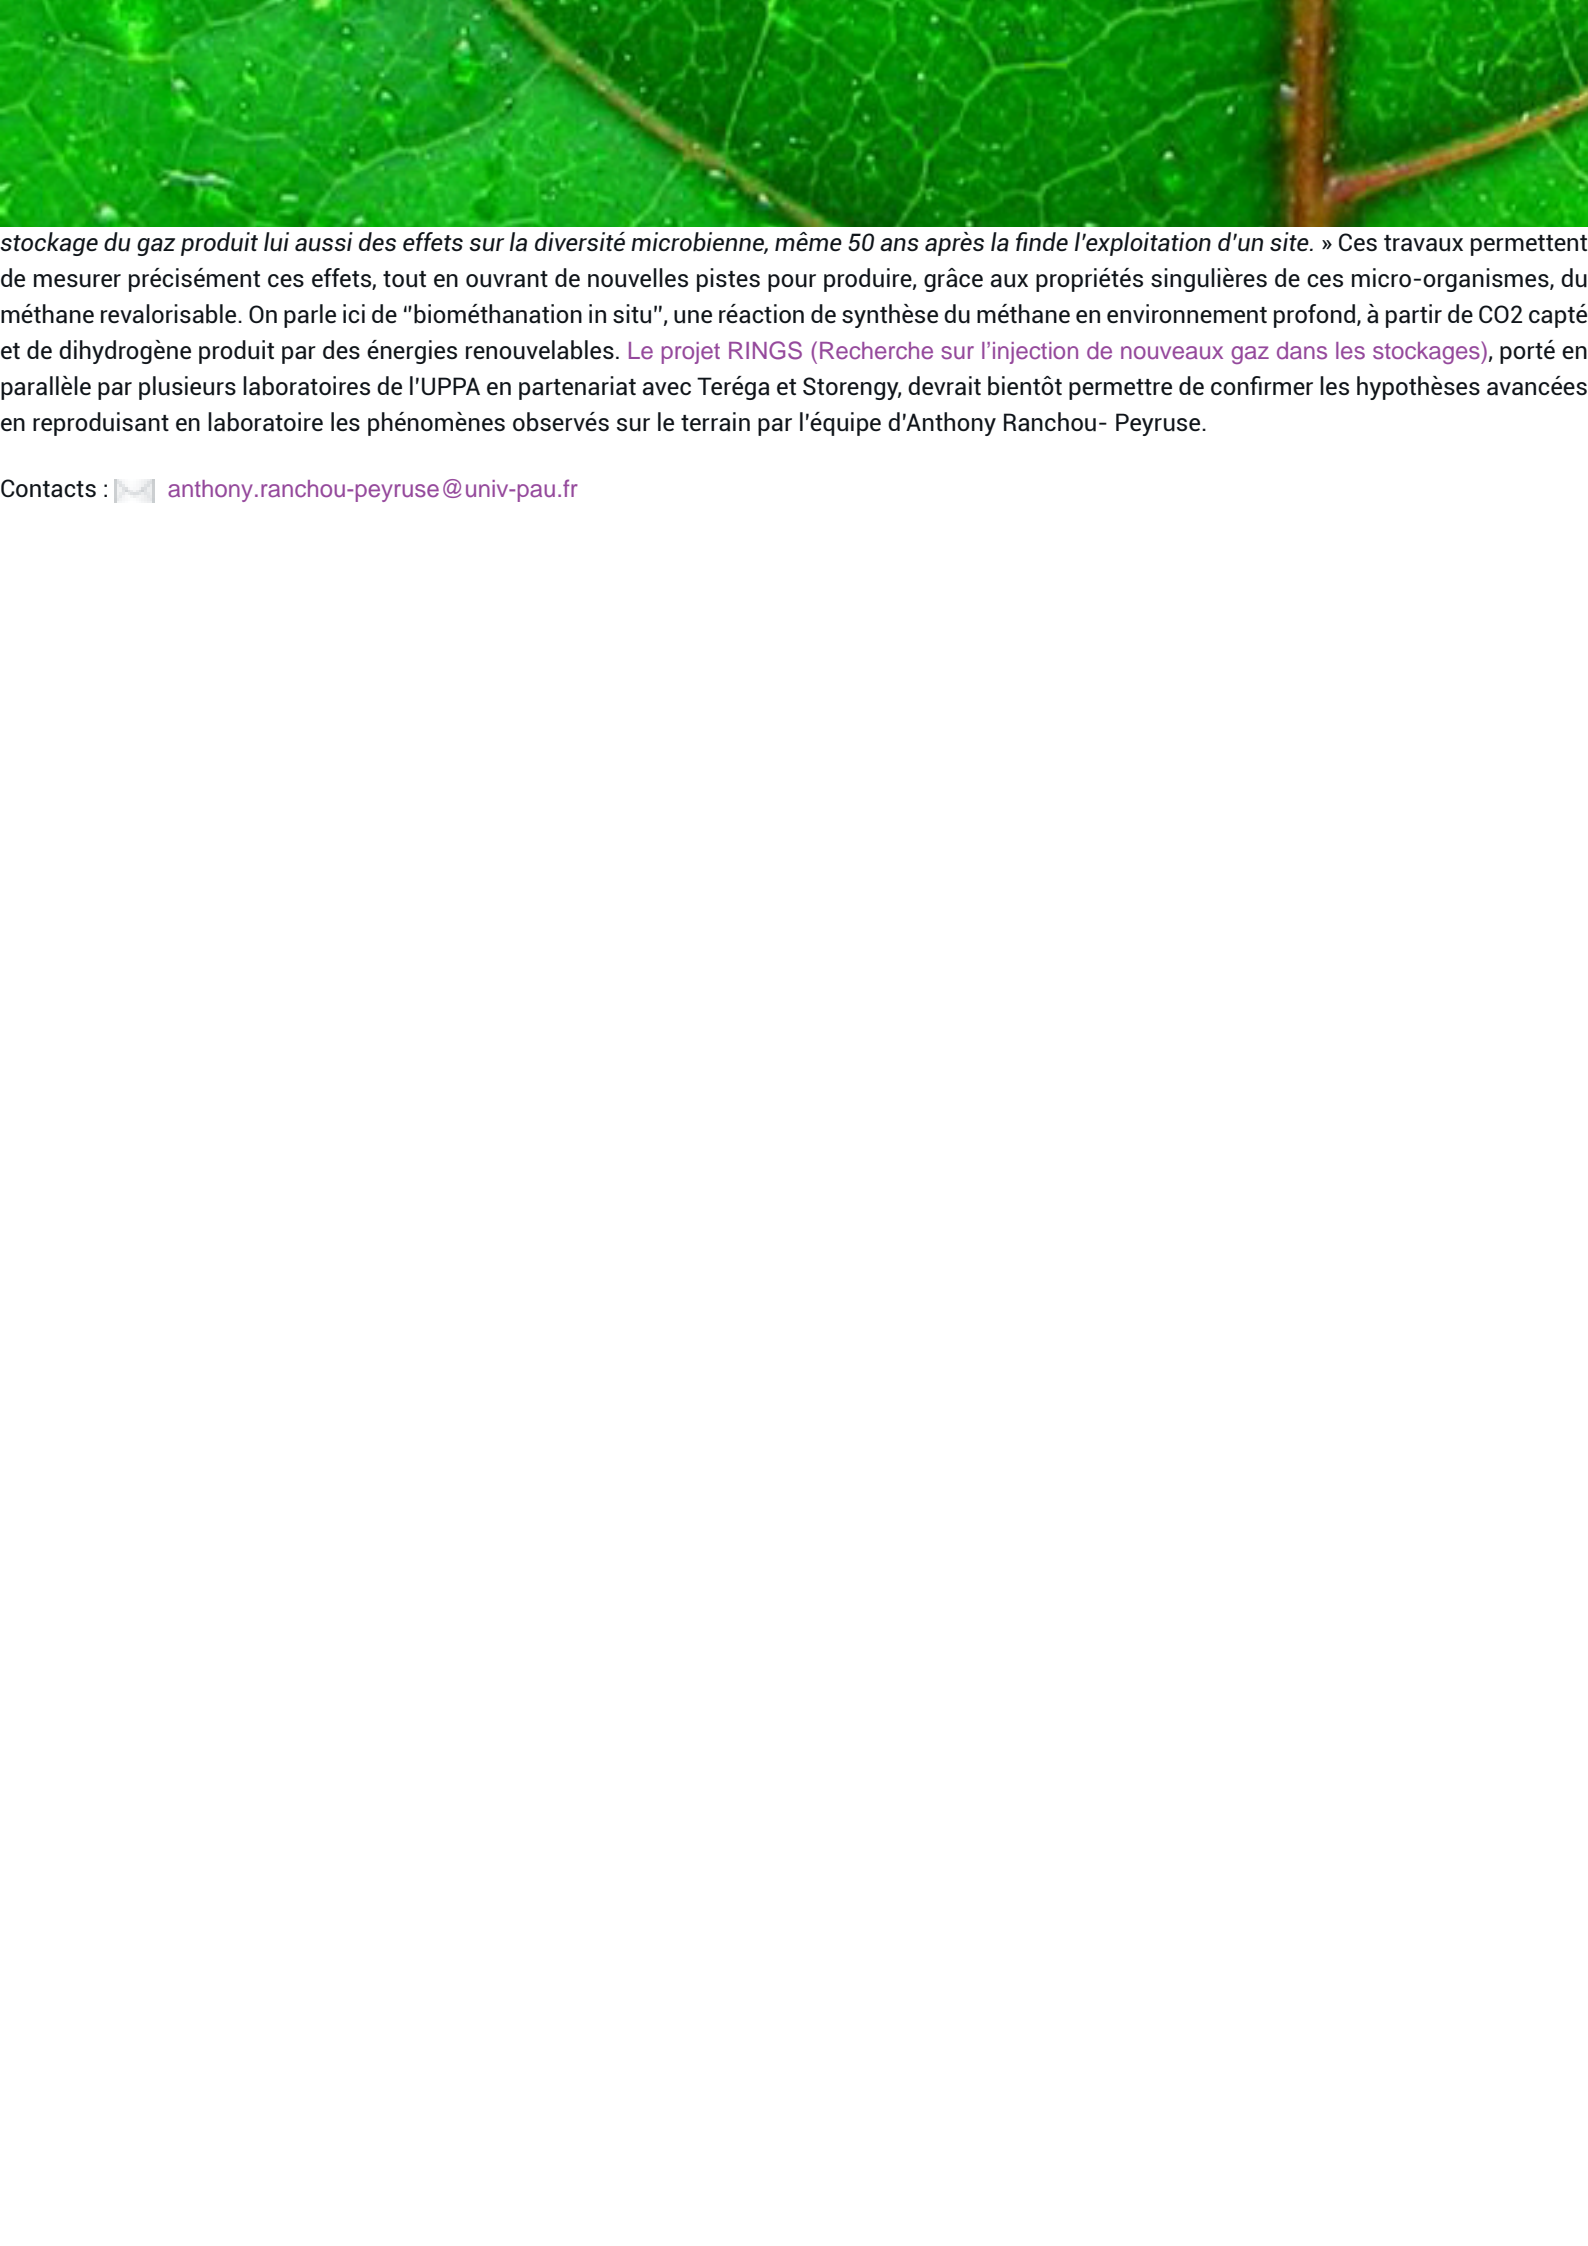 stockage du gaz produit lui aussi des effets sur la diversité microbienne, même 50 ans après la finde l'exploitation d'un site. » Ces travaux permettent
de mesurer précisément ces effets, tout en ouvrant de nouvelles pistes pour produire, grâce aux propriétés singulières de ces micro-organismes, du
méthane revalorisable. On parle ici de ‘’biométhanation in situ’’, une réaction de synthèse du méthane en environnement profond, à partir de CO2 capté
et de dihydrogène produit par des énergies renouvelables. Le projet RINGS (Recherche sur l’injection de nouveaux gaz dans les stockages), porté en
parallèle par plusieurs laboratoires de l'UPPA en partenariat avec Teréga et Storengy, devrait bientôt permettre de confirmer les hypothèses avancées
en reproduisant en laboratoire les phénomènes observés sur le terrain par l'équipe d'Anthony Ranchou- Peyruse.
Contacts : anthony.ranchou-peyruse@univ-pau.fr